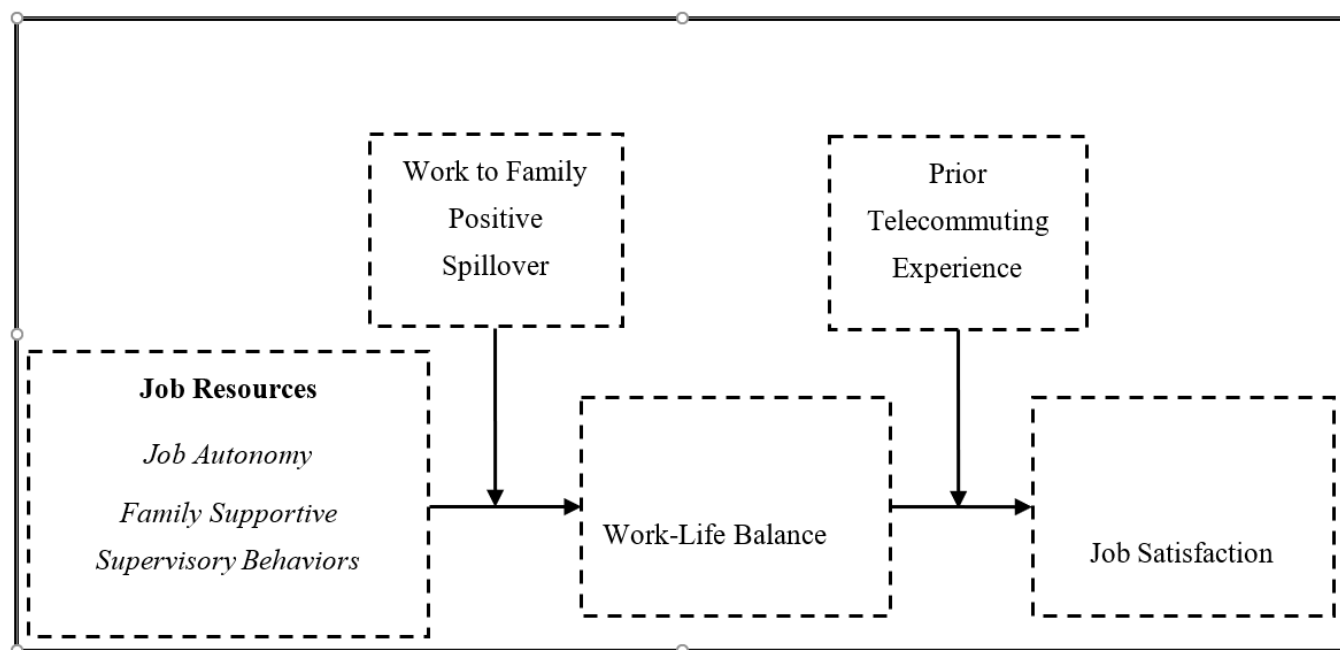 Work to Family
Positive
Spillover
Prior
Telecommuting
Experience
Job Resources
Job Autonomy
Family Supportive
Supervisory Behaviors
Work-Life Balance
Job Satisfaction